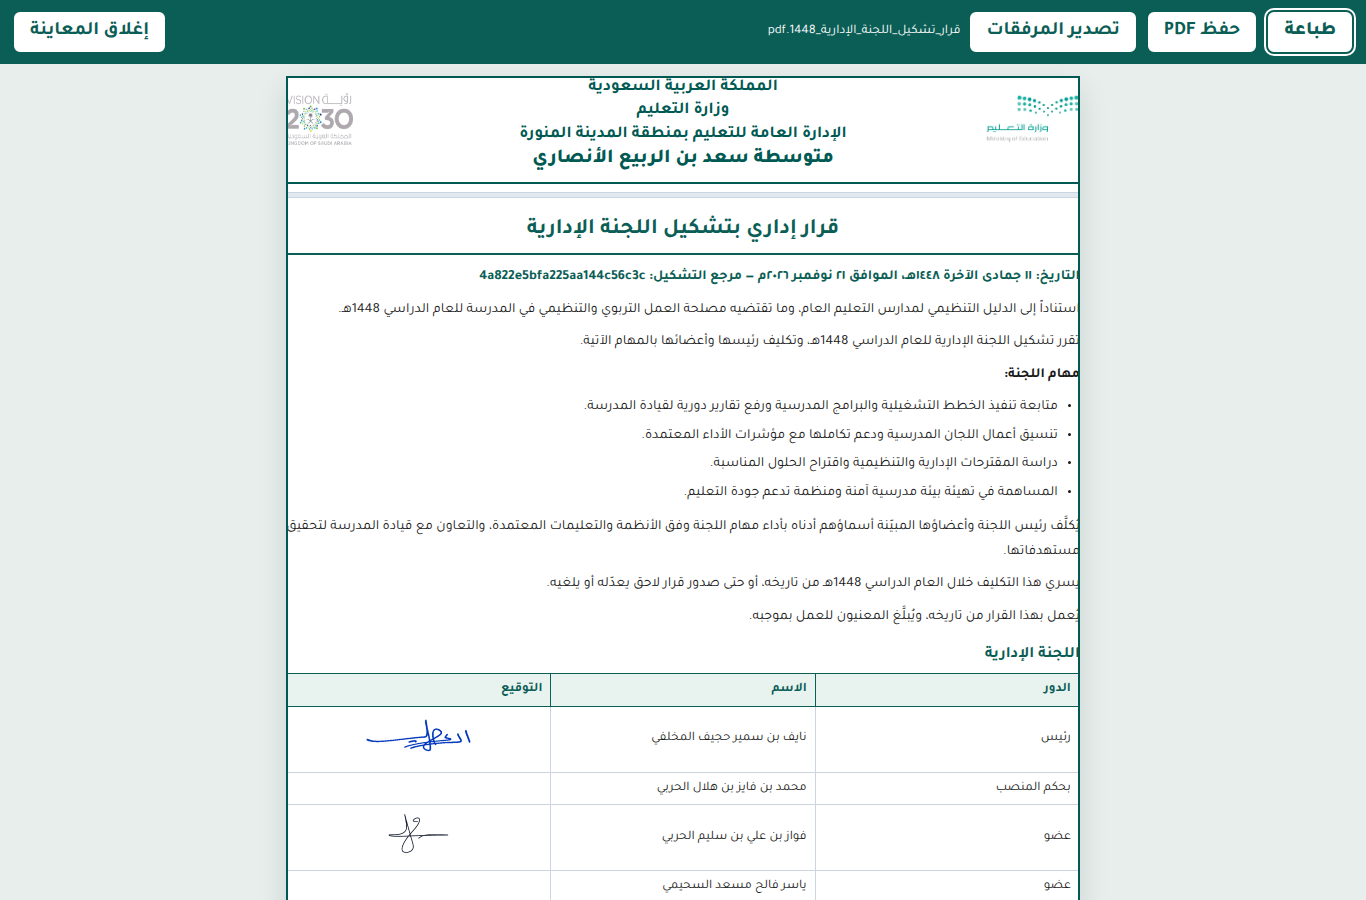 طباعة
حفظ PDF
تصدير المرفقات
قرار_تشكيل_اللجنة_الإدارية_1448.pdf
إغلاق المعاينة
وزارة التعـــليم
Ministry of Education
المملكة العربية السعودية
وزارة التعليم
الإدارة العامة للتعليم بمنطقة المدينة المنورة
متوسطة سعد بن الربيع الأنصاري
VISION رؤيـــة
2030
المملكة العربية السعودية
KINGDOM OF SAUDI ARABIA
قرار إداري بتشكيل اللجنة الإدارية
التاريخ: ١١ جمادى الآخرة ١٤٤٨هـ، الموافق ٢١ نوفمبر ٢٠٢٦م – مرجع التشكيل: 4a822e5bfa225aa144c56c3c
استناداً إلى الدليل التنظيمي لمدارس التعليم العام، وما تقتضيه مصلحة العمل التربوي والتنظيمي في المدرسة للعام الدراسي 1448هـ.
تقرر تشكيل اللجنة الإدارية للعام الدراسي 1448هـ، وتكليف رئيسها وأعضائها بالمهام الآتية.
مهام اللجنة:
• متابعة تنفيذ الخطط التشغيلية والبرامج المدرسية ورفع تقارير دورية لقيادة المدرسة.
• تنسيق أعمال اللجان المدرسية ودعم تكاملها مع مؤشرات الأداء المعتمدة.
• دراسة المقترحات الإدارية والتنظيمية واقتراح الحلول المناسبة.
• المساهمة في تهيئة بيئة مدرسية آمنة ومنظمة تدعم جودة التعليم.
يُكلَّف رئيس اللجنة وأعضاؤها المبيّنة أسماؤهم أدناه بأداء مهام اللجنة وفق الأنظمة والتعليمات المعتمدة، والتعاون مع قيادة المدرسة لتحقيق
مستهدفاتها.
يسري هذا التكليف خلال العام الدراسي 1448هـ من تاريخه، أو حتى صدور قرار لاحق يعدّله أو يلغيه.
يُعمل بهذا القرار من تاريخه، ويُبلَّغ المعنيون للعمل بموجبه.
اللجنة الإدارية
الدور الاسم التوقيع
رئيس نايف بن سمير حجيف المخلفي
بحكم المنصب محمد بن فايز بن هلال الحربي
عضو فواز بن علي بن سليم الحربي
عضو ياسر فالح مسعد السحيمي